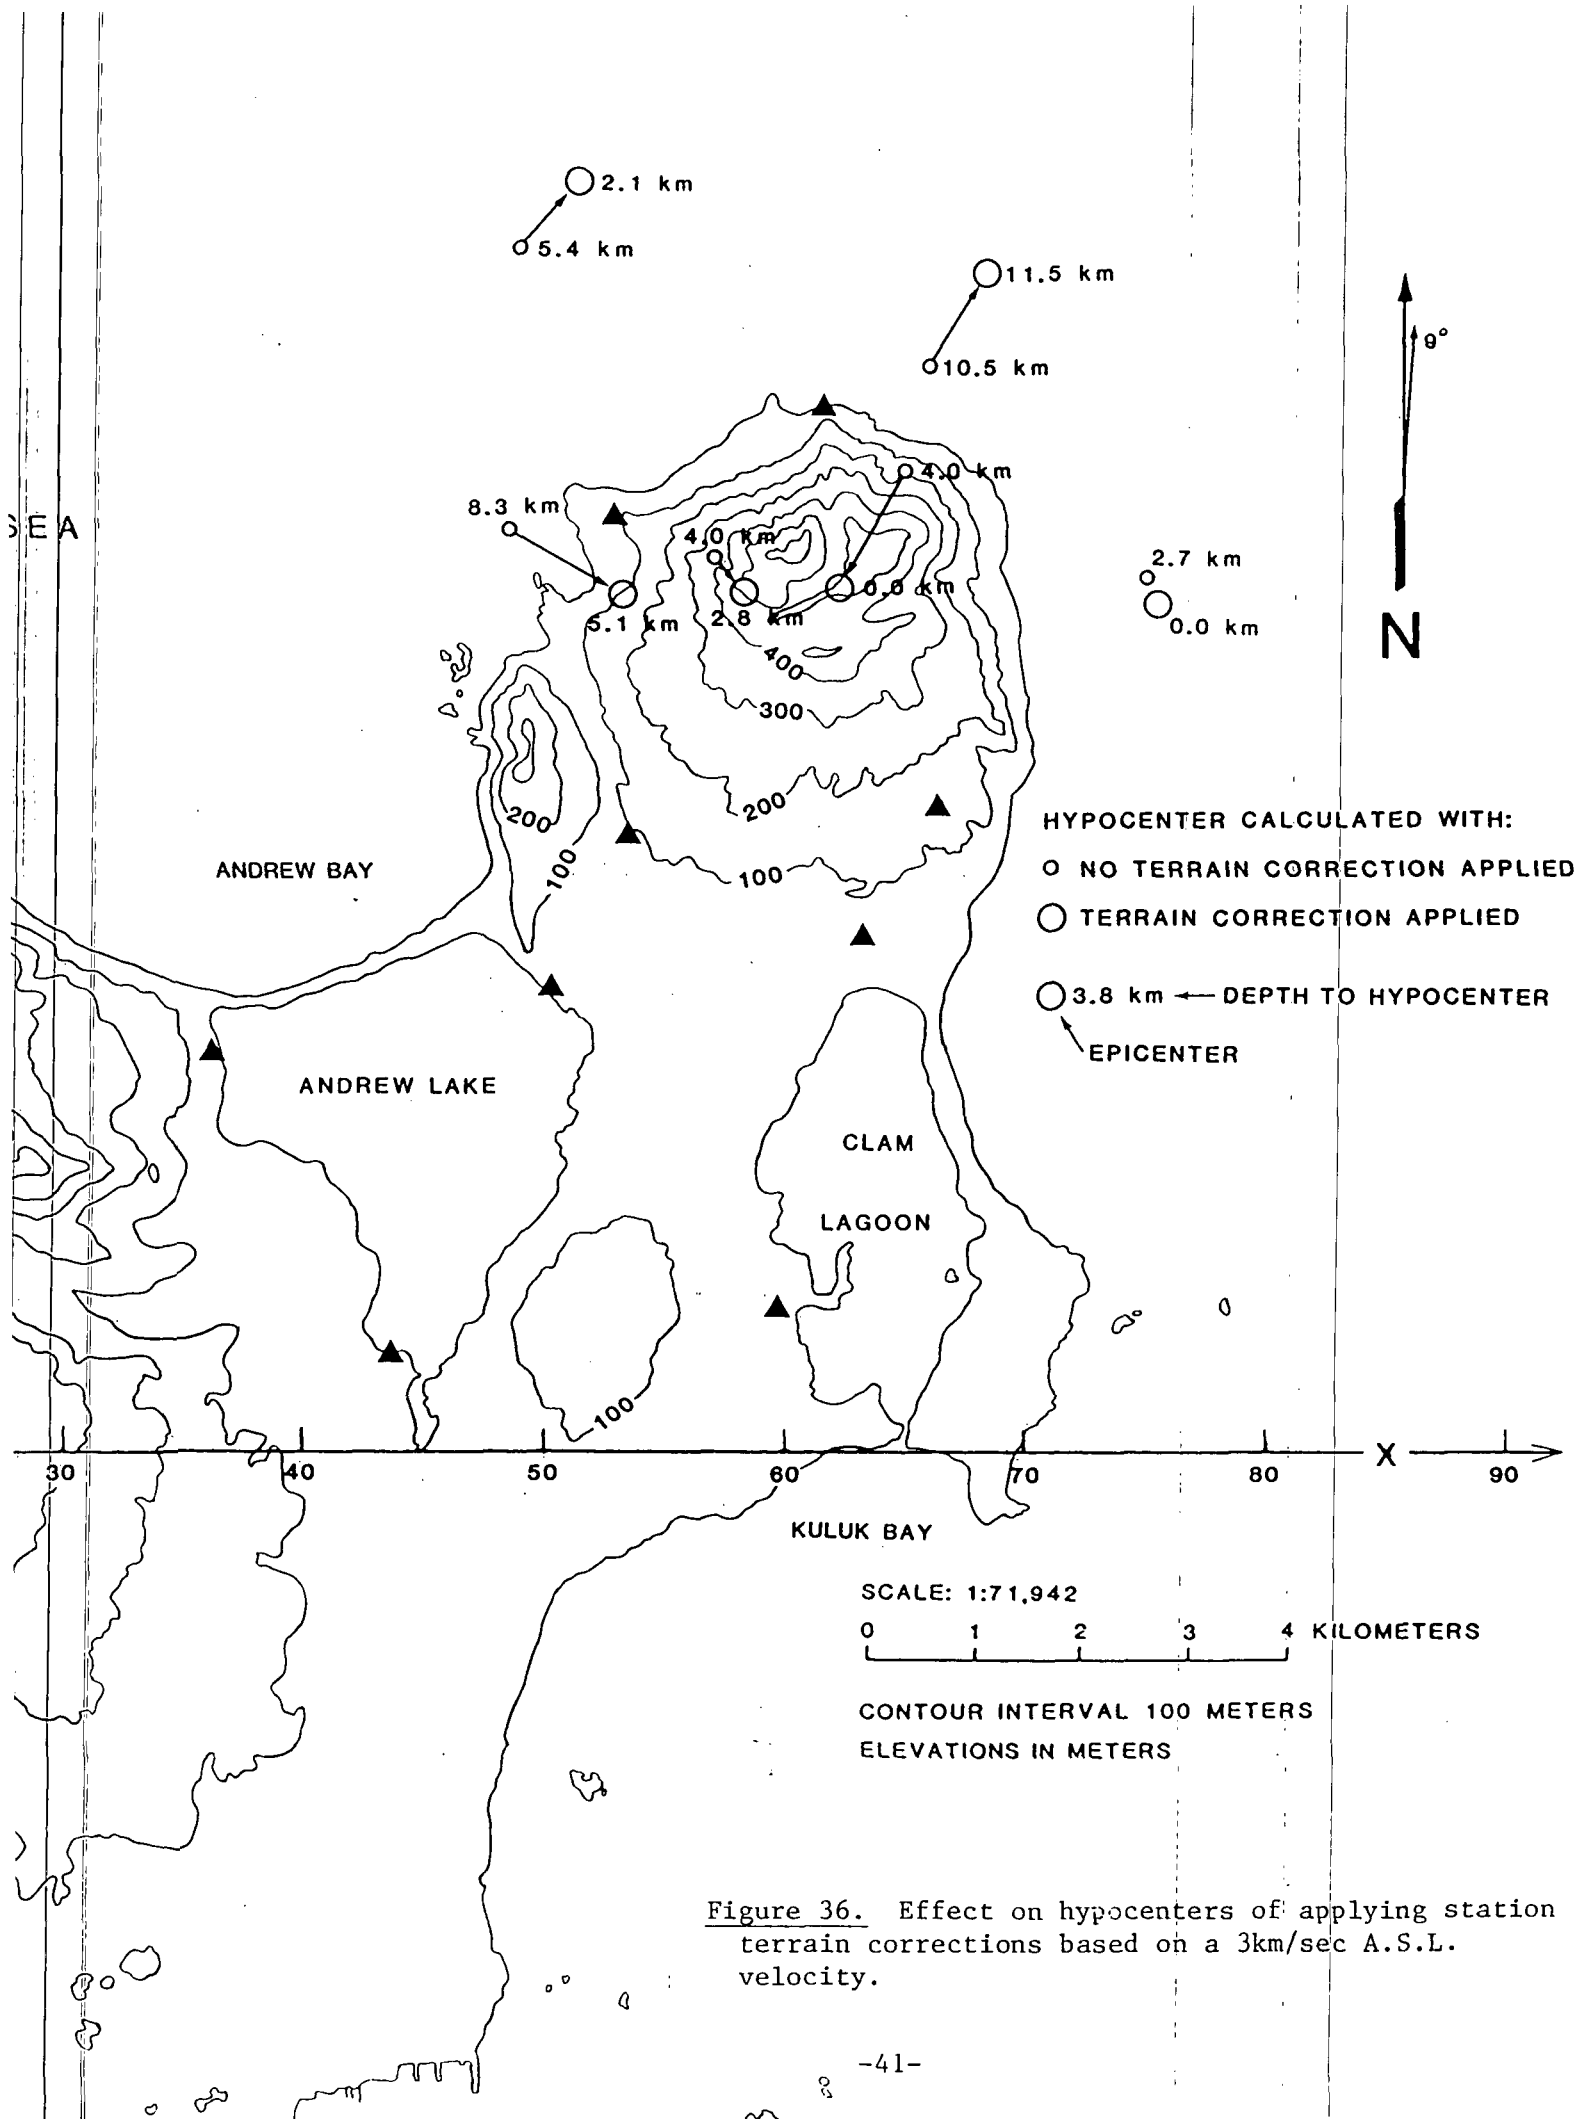 2.1 km
5.4 km
11.5 km
9°
10.5 km
4.0 km
8.3 km
SEA
4.0 km
2.7 km
0.0 km
5.1 km
2.8 km
0.0 km
N
400
300
200
200
100
100
HYPOCENTER CALCULATED WITH:
NO TERRAIN CORRECTION APPLIED
TERRAIN CORRECTION APPLIED
3.8 km ← DEPTH TO HYPOCENTER
EPICENTER
ANDREW BAY
ANDREW LAKE
CLAM
LAGOON
100
X
30 40 50 60 70 80 90
KULUK BAY
SCALE: 1:71,942
0 1 2 3 4 KILOMETERS
CONTOUR INTERVAL 100 METERS
ELEVATIONS IN METERS
Figure 36. Effect on hypocenters of applying station
terrain corrections based on a 3km/sec A.S.L.
velocity.
-41-